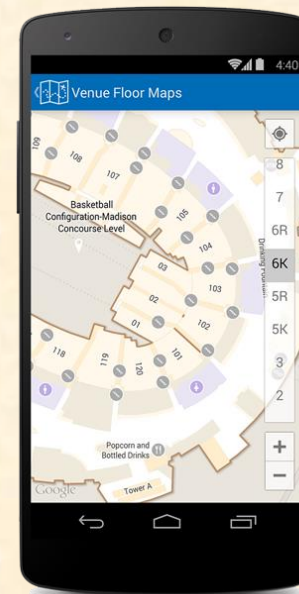 4:40
Venue Floor Maps
109
108
107
Basketball
Configuration-Madison
Concourse Level
105
104
103
03
02
01
102
101
118
119
120
Drinking Fountain
Popcorn and
Bottled Drinks
Tower A
Google
8
7
6R
6K
5R
5K
3
2
+
−